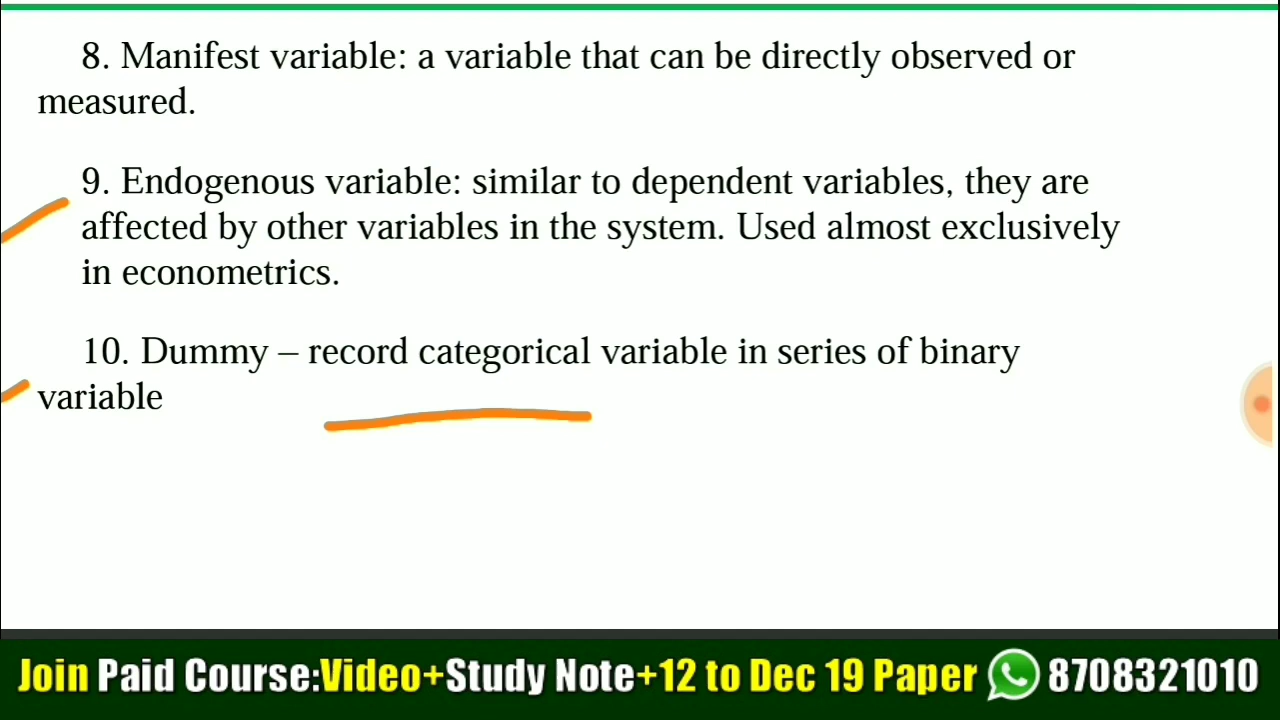 8. Manifest variable: a variable that can be directly observed or
measured.
9. Endogenous variable: similar to dependent variables, they are
affected by other variables in the system. Used almost exclusively
in econometrics.
10. Dummy – record categorical variable in series of binary
variable
Join Paid Course:Video+Study Note+12 to Dec 19 Paper 8708321010